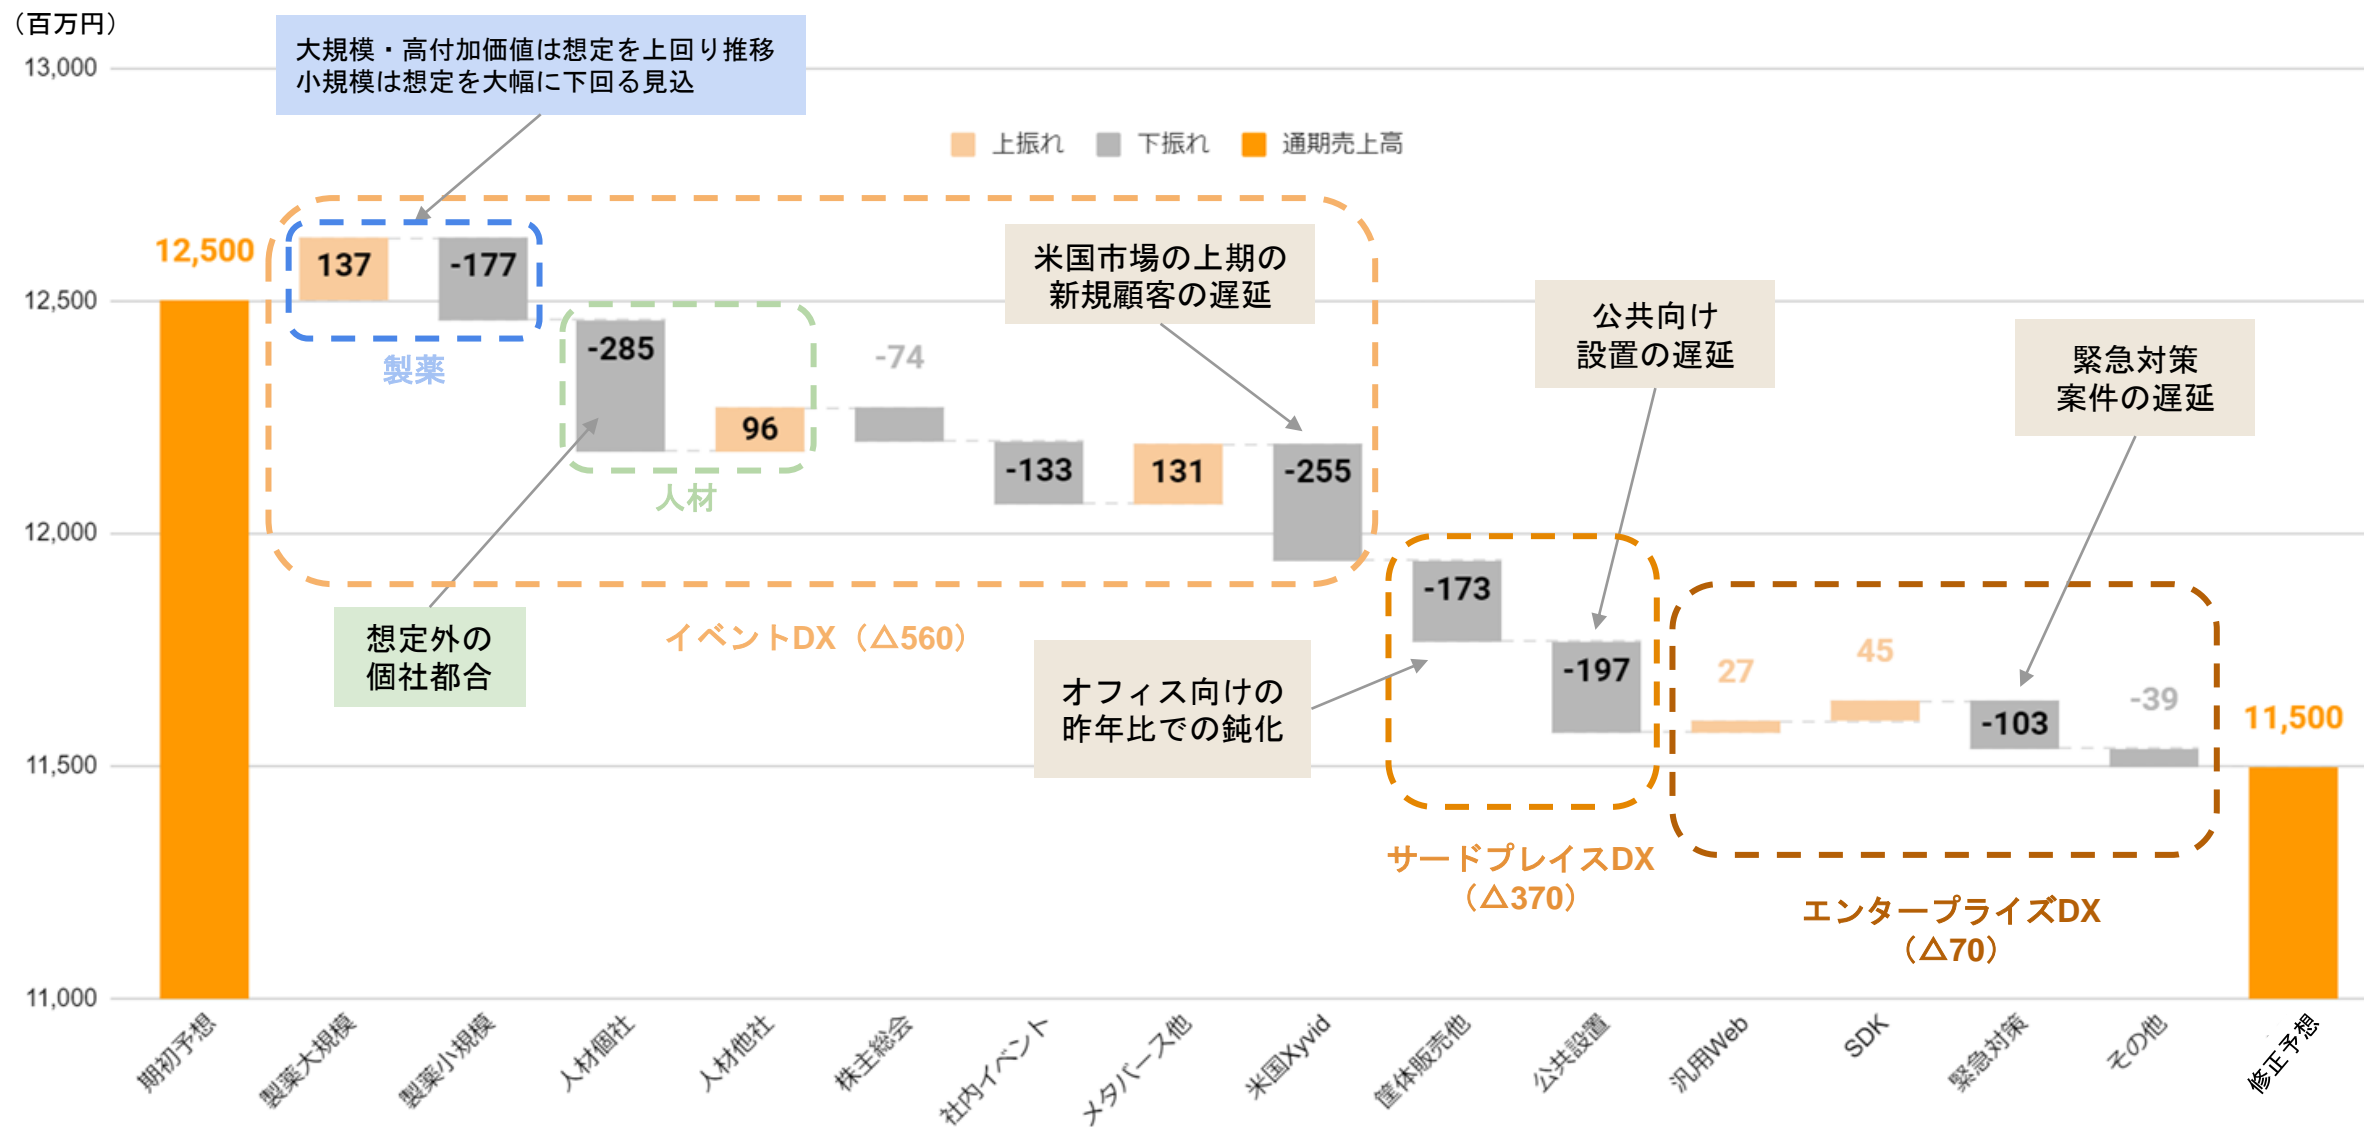 （百万円）
大規模・高付加価値は想定を上回り推移
小規模は想定を大幅に下回る見込
13,000
上振れ
下振れ
通期売上高
12,500
137
-177
米国市場の上期の
新規顧客の遅延
12,500
公共向け
設置の遅延
緊急対策
案件の遅延
製薬
-285
96
-74
人材
-133
131
-255
12,000
想定外の
個社都合
イベントDX（△560）
-173
-197
オフィス向けの
昨年比での鈍化
27
45
-103
-39
11,500
11,500
サードプレイスDX
（△370）
エンタープライズDX
（△70）
11,000
期初予想
製薬大規模
製薬小規模
人材個社
人材他社
株主総会
社内イベント
メタバース他
米国Xyvid
筐体販売他
公共設置
汎用Web
SDK
緊急対策
その他
修正予想